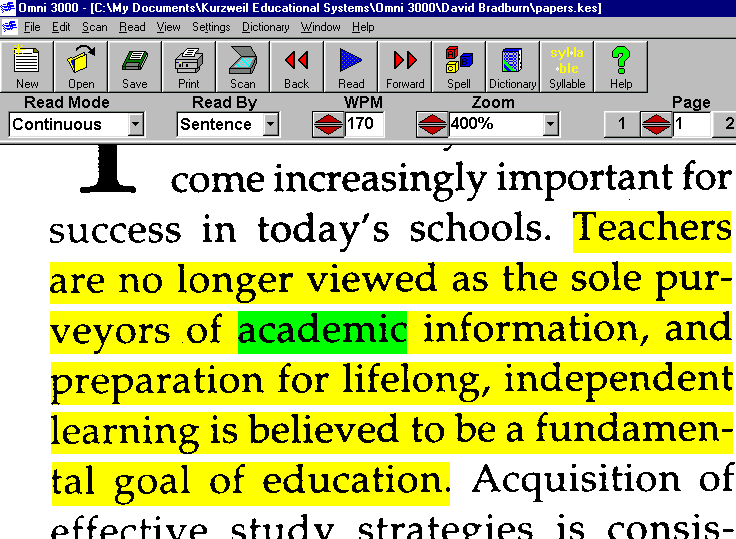 Omni 3000 - [C:\My Documents\Kurzweil Educational Systems\Omni 3000\David Bradburn\papers.kes]
File Edit Scan Read View Settings Dictionary Window Help
syl·la·ble
New Open Save Print Scan Back Read Forward Spell Dictionary Syllable Help
Read Mode Read By WPM Zoom Page
Continuous Sentence 170 400% 1 1 2
come increasingly important for
success in today's schools. Teachers
are no longer viewed as the sole pur-
veyors of academic information, and
preparation for lifelong, independent
learning is believed to be a fundamen-
tal goal of education. Acquisition of
effective study strategies is consis-